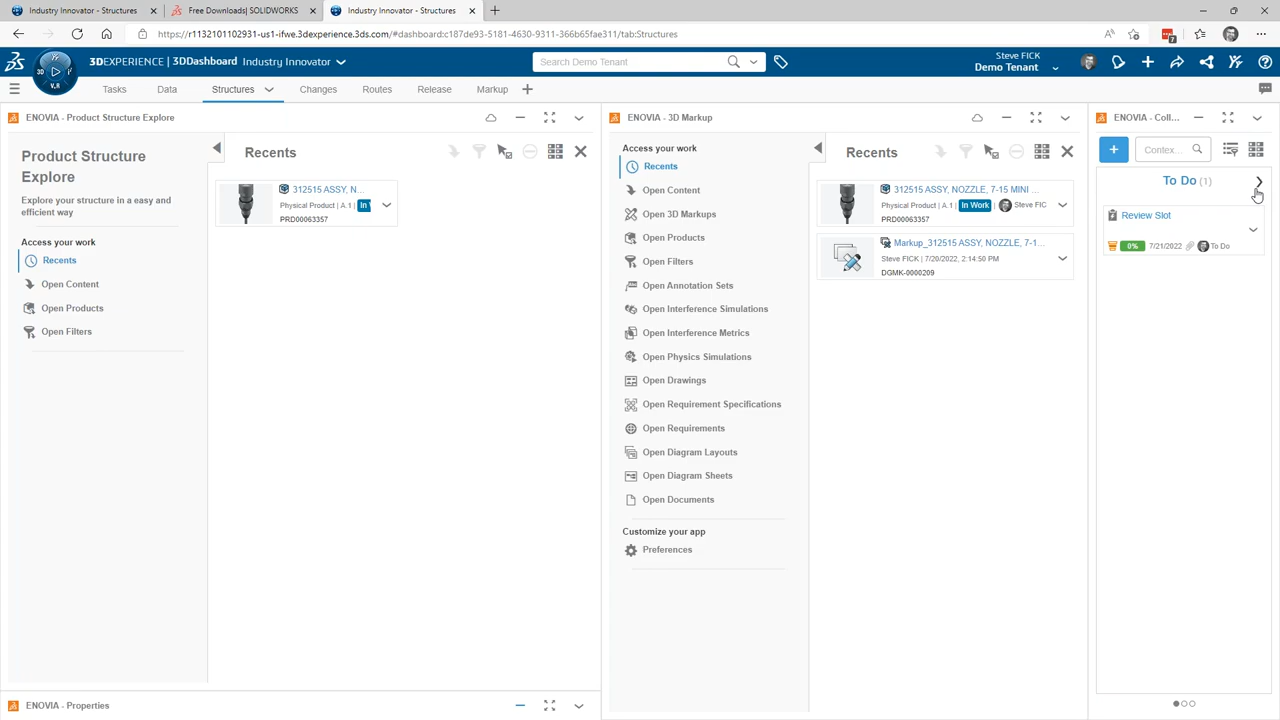 Industry Innovator - Structures
Free Downloads| SOLIDWORKS
Industry Innovator - Structures
https://r1132101102931-us1-ifwe.3dexperience.3ds.com/#dashboard:c187de93-5181-4630-9311-366b65fae311/tab:Structures
3DEXPERIENCE | 3DDashboard Industry Innovator
Search Demo Tenant
Steve FICK
Demo Tenant
3D
V.R
Tasks
Data
Structures
Changes
Routes
Release
Markup
ENOVIA - Product Structure Explore
Product Structure
Explore
Explore your structure in a easy and
efficient way
Access your work
Recents
Open Content
Open Products
Open Filters
Recents
312515 ASSY, N...
Physical Product | A.1 |
PRD00063357
ENOVIA - Properties
ENOVIA - 3D Markup
Access your work
Recents
Open Content
Open 3D Markups
Open Products
Open Filters
Open Annotation Sets
Open Interference Simulations
Open Interference Metrics
Open Physics Simulations
Open Drawings
Open Requirement Specifications
Open Requirements
Open Diagram Layouts
Open Diagram Sheets
Open Documents
Customize your app
Preferences
Recents
312515 ASSY, NOZZLE, 7-15 MINI ...
Physical Product | A.1 | In Work | Steve FIC
PRD00063357
Markup_312515 ASSY, NOZZLE, 7-1...
Steve FICK | 7/20/2022, 2:14:50 PM
DGMK-0000209
ENOVIA - Coll...
Contex...
To Do (1)
Review Slot
0% 7/21/2022 To Do